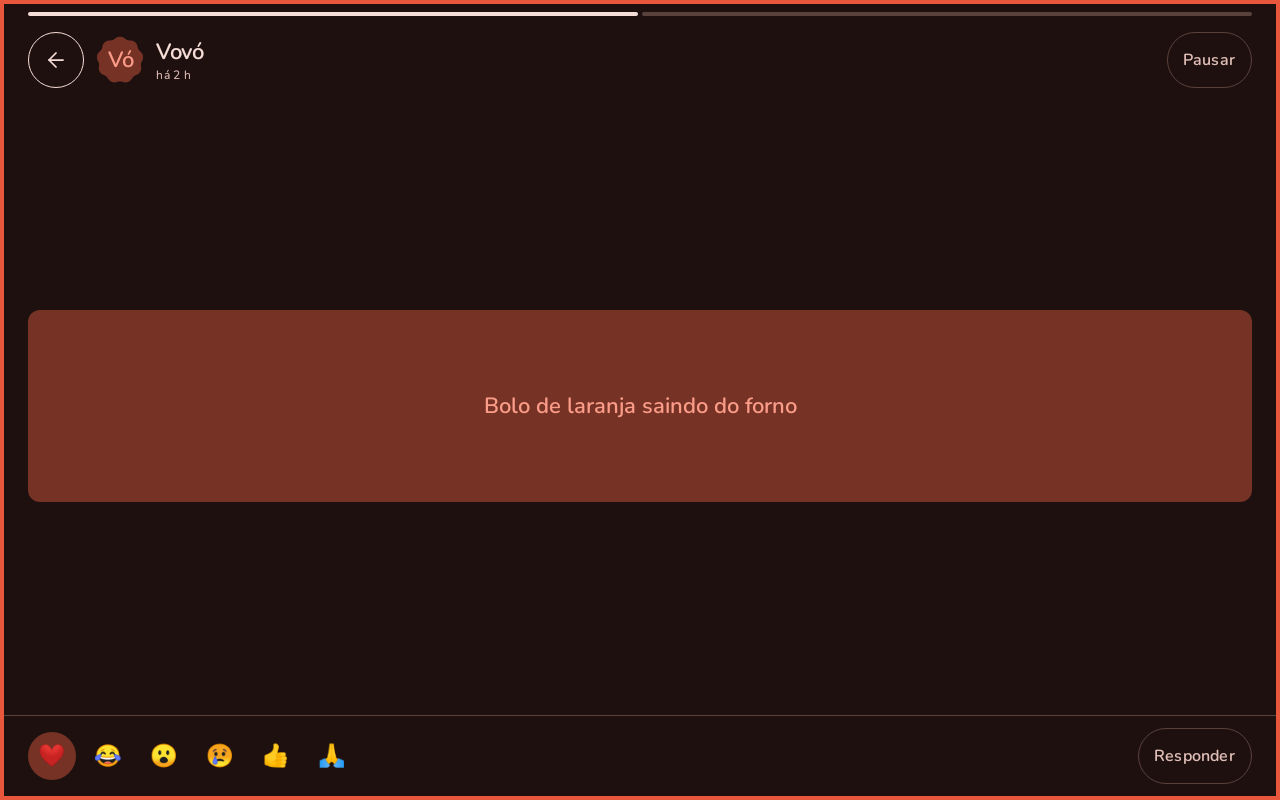 Vó
Vovó
há 2 h
Pausar
Bolo de laranja saindo do forno
Responder